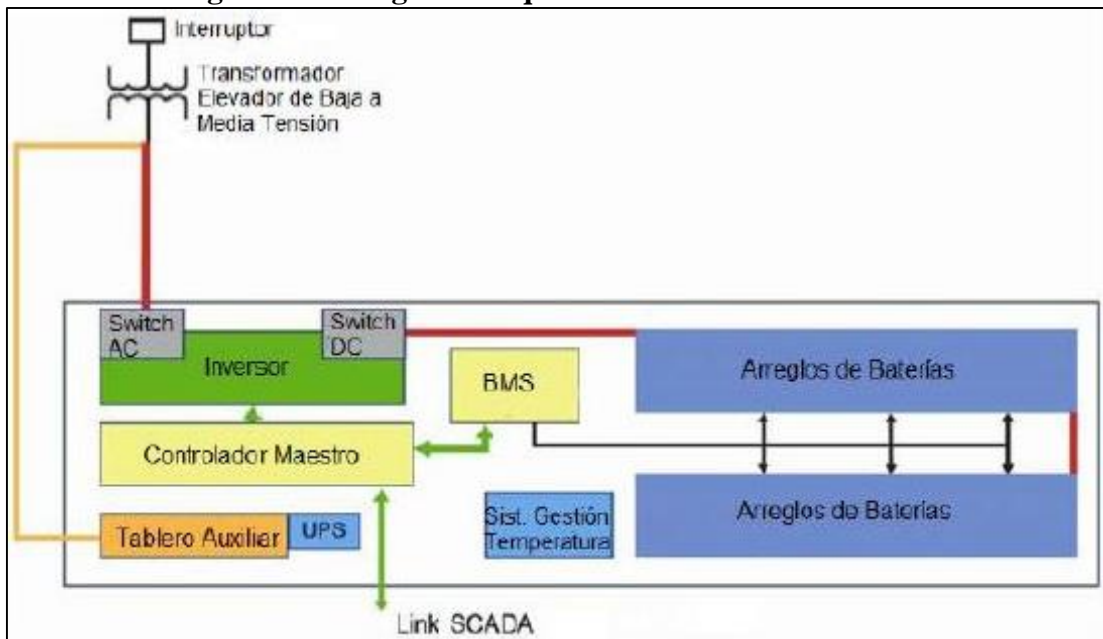 Interruptor
Transformador
Elevador de Baja a
Media Tensión
Switch
AC
Switch
DC
Inversor
BMS
Arreglos de Baterías
Controlador Maestro
Tablero Auxiliar
UPS
Sist. Gestión
Temperatura
Arreglos de Baterías
Link SCADA